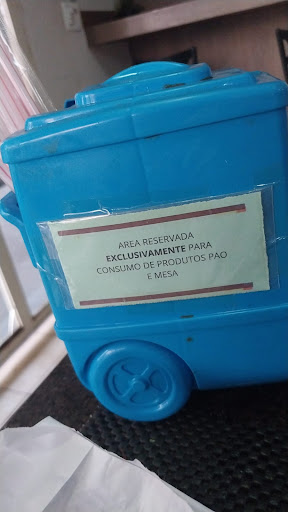 AREA RESERVADA
EXCLUSIVAMENTE PARA
CONSUMO DE PRODUTOS PAO
E MESA